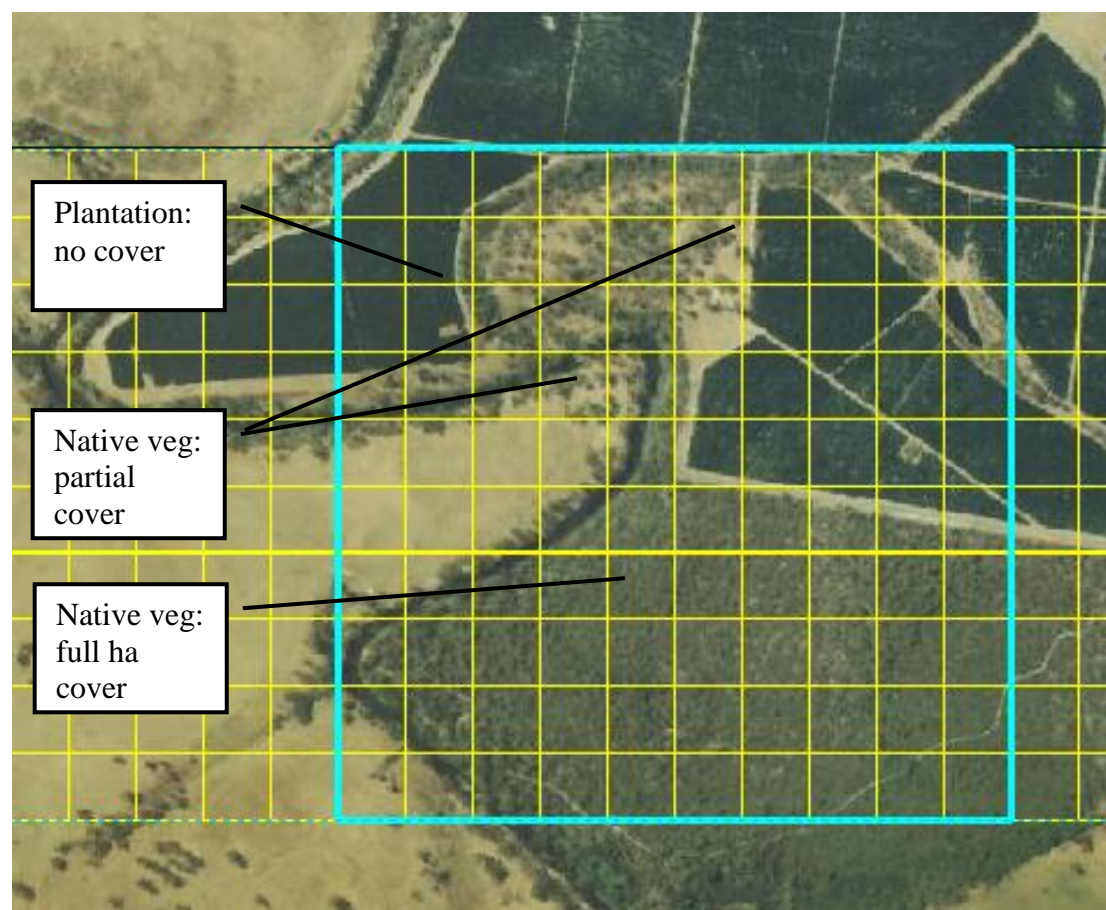 Plantation:
no cover
Native veg:
partial
cover
Native veg:
full ha
cover